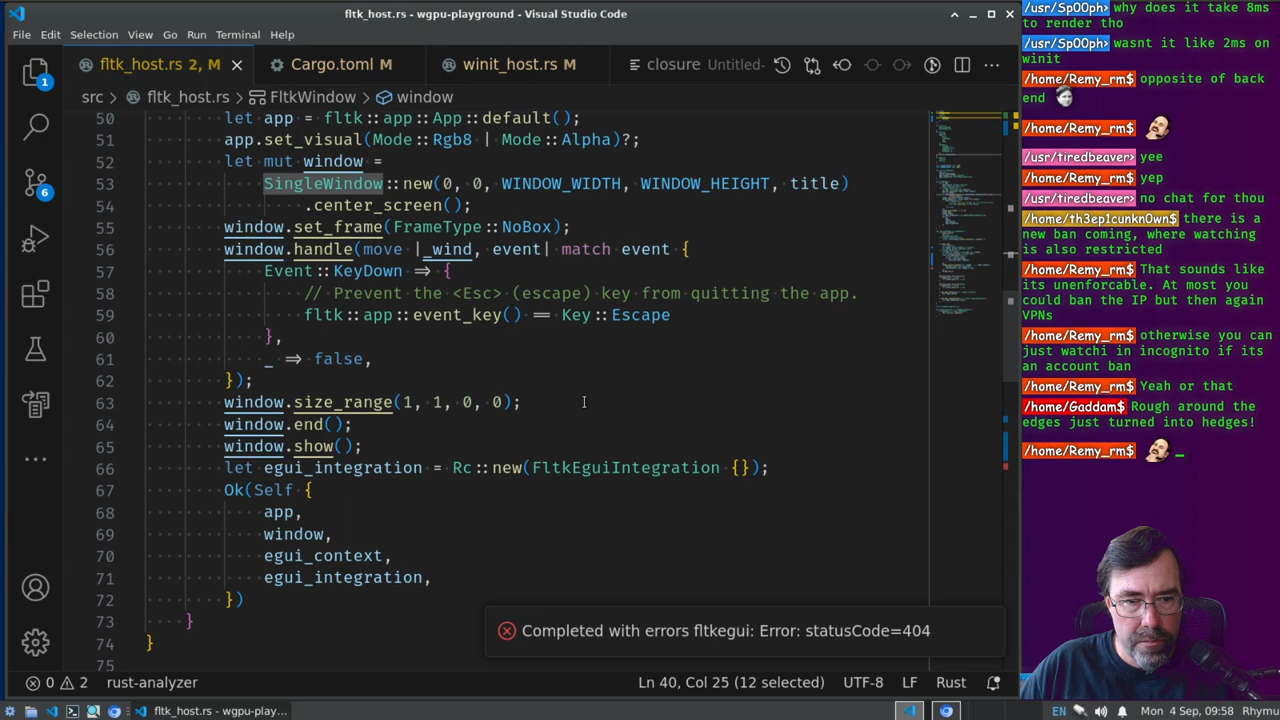 fltk_host.rs - wgpu-playground - Visual Studio Code
File Edit Selection View Go Run Terminal Help
fltk_host.rs 2, M
Cargo.toml M
winit_host.rs M
closure Untitled-
src > fltk_host.rs > FltkWindow > window
50 let app = fltk::app::App::default();
51 app.set_visual(Mode::Rgb8 | Mode::Alpha)?;
52 let mut window =
53 SingleWindow::new(0, 0, WINDOW_WIDTH, WINDOW_HEIGHT, title)
54 .center_screen();
55 window.set_frame(FrameType::NoBox);
56 window.handle(move |_wind, event| match event {
57 Event::KeyDown => {
58 // Prevent the <Esc> (escape) key from quitting the app.
59 fltk::app::event_key() == Key::Escape
60 },
61 _ => false,
62 });
63 window.size_range(1, 1, 0, 0);
64 window.end();
65 window.show();
66 let egui_integration = Rc::new(FltkEguiIntegration {});
67 Ok(Self {
68 app,
69 window,
70 egui_context,
71 egui_integration,
72 })
73 }
74 }
75
1
6
Completed with errors fltkegui: Error: statusCode=404
0 2 rust-analyzer
Ln 40, Col 25 (12 selected) UTF-8 LF Rust
fltk_host.rs - wgpu-play...
EN Mon 4 Sep, 09:58 Rhymu
/usr/Sp00ph> why does it take 8ms
to render tho
/usr/Sp00ph> wasnt it like 2ms on
winit
/home/Remy_rm$ opposite of back
end
/home/Remy_rm$
/usr/tiredbeaver> yee
/home/Remy_rm$ yep
/usr/tiredbeaver> no chat for thou
/home/th3ep1cunkn0wn$ there is a
new ban coming, where watching
is also restricted
/home/Remy_rm$ That sounds like
its unenforcable. At most you
could ban the IP but then again
VPNs
/home/Remy_rm$ otherwise you can
just watchi in incognito if its
an account ban
/home/Remy_rm$ Yeah or that
/home/Gaddam$ Rough around the
edges just turned into hedges!
/home/Remy_rm$ _